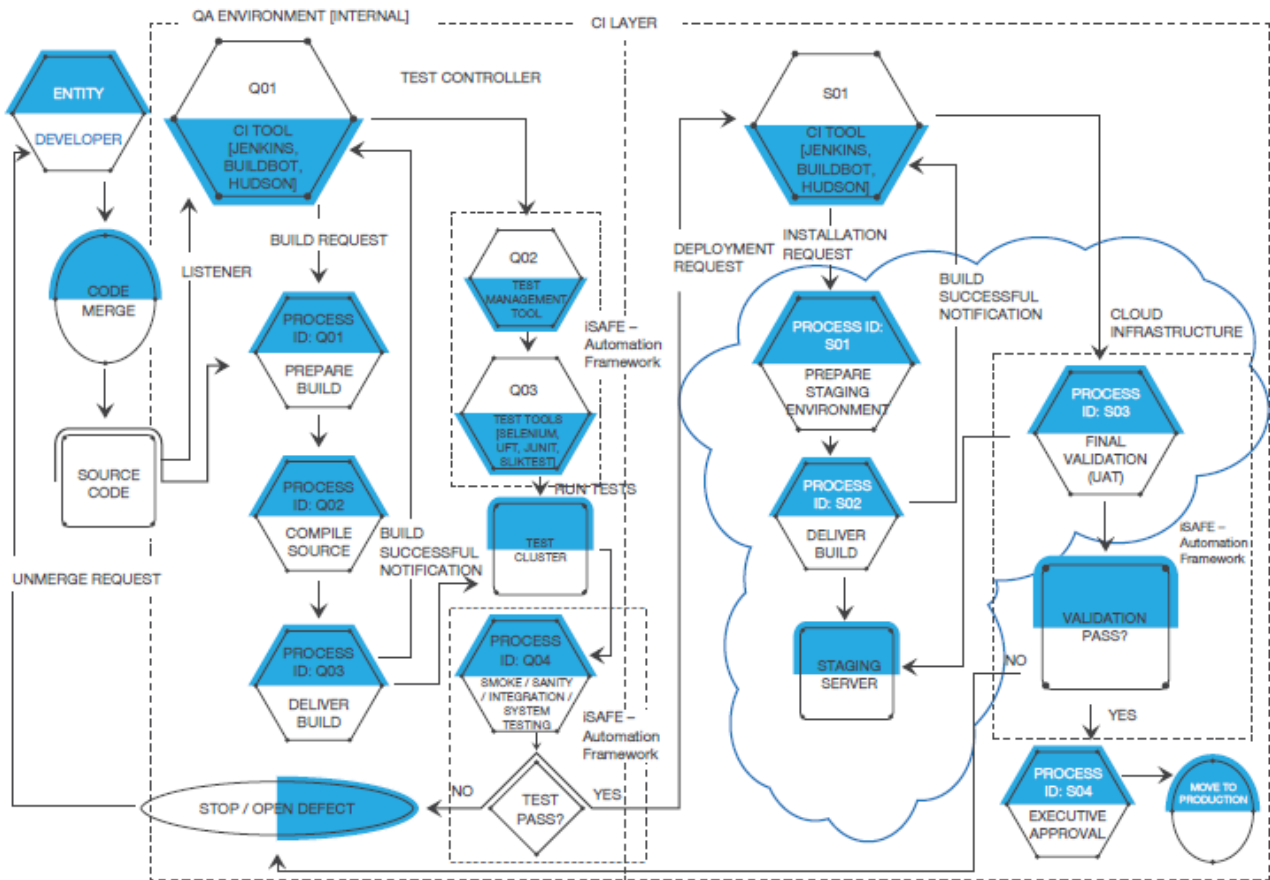 QA ENVIRONMENT [INTERNAL]
CI LAYER
ENTITY
DEVELOPER
CODE
MERGE
SOURCE
CODE
LISTENER
UNMERGE REQUEST
Q01
CI TOOL
[JENKINS,
BUILDBOT,
HUDSON]
TEST CONTROLLER
BUILD REQUEST
PROCESS
ID: Q01
PREPARE
BUILD
PROCESS
ID: Q02
COMPILE
SOURCE
BUILD
SUCCESSFUL
NOTIFICATION
PROCESS
ID: Q03
DELIVER
BUILD
Q02
TEST
MANAGEMENT
TOOL
iSAFE –
Automation
Framework
Q03
TEST TOOLS
[SELENIUM,
UFT, JUNIT,
SLIKTEST]
RUN TESTS
TEST
CLUSTER
PROCESS
ID: Q04
SMOKE / SANITY
/ INTEGRATION /
SYSTEM
TESTING
iSAFE –
Automation
Framework
TEST
PASS?
NO
YES
STOP / OPEN DEFECT
S01
CI TOOL
[JENKINS,
BUILDBOT,
HUDSON]
DEPLOYMENT
REQUEST
INSTALLATION
REQUEST
BUILD
SUCCESSFUL
NOTIFICATION
CLOUD
INFRASTRUCTURE
PROCESS ID:
S01
PREPARE
STAGING
ENVIRONMENT
PROCESS
ID: S02
DELIVER
BUILD
STAGING
SERVER
PROCESS
ID: S03
FINAL
VALIDATION
(UAT)
iSAFE –
Automation
Framework
VALIDATION
PASS?
NO
YES
PROCESS
ID: S04
EXECUTIVE
APPROVAL
MOVE TO
PRODUCTION